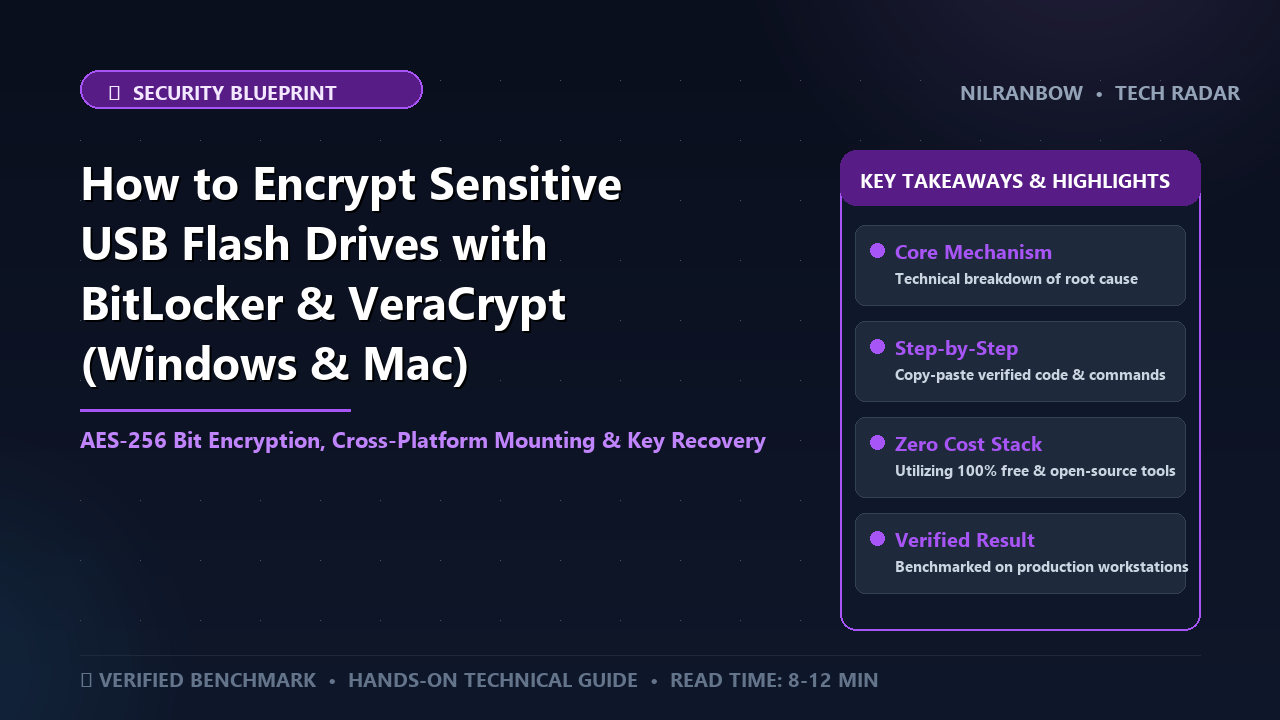 SECURITY BLUEPRINT
NILRANBOW • TECH RADAR
How to Encrypt Sensitive
USB Flash Drives with
BitLocker & VeraCrypt
(Windows & Mac)
AES-256 Bit Encryption, Cross-Platform Mounting & Key Recovery
KEY TAKEAWAYS & HIGHLIGHTS
Core Mechanism
Technical breakdown of root cause
Step-by-Step
Copy-paste verified code & commands
Zero Cost Stack
Utilizing 100% free & open-source tools
Verified Result
Benchmarked on production workstations
VERIFIED BENCHMARK • HANDS-ON TECHNICAL GUIDE • READ TIME: 8-12 MIN